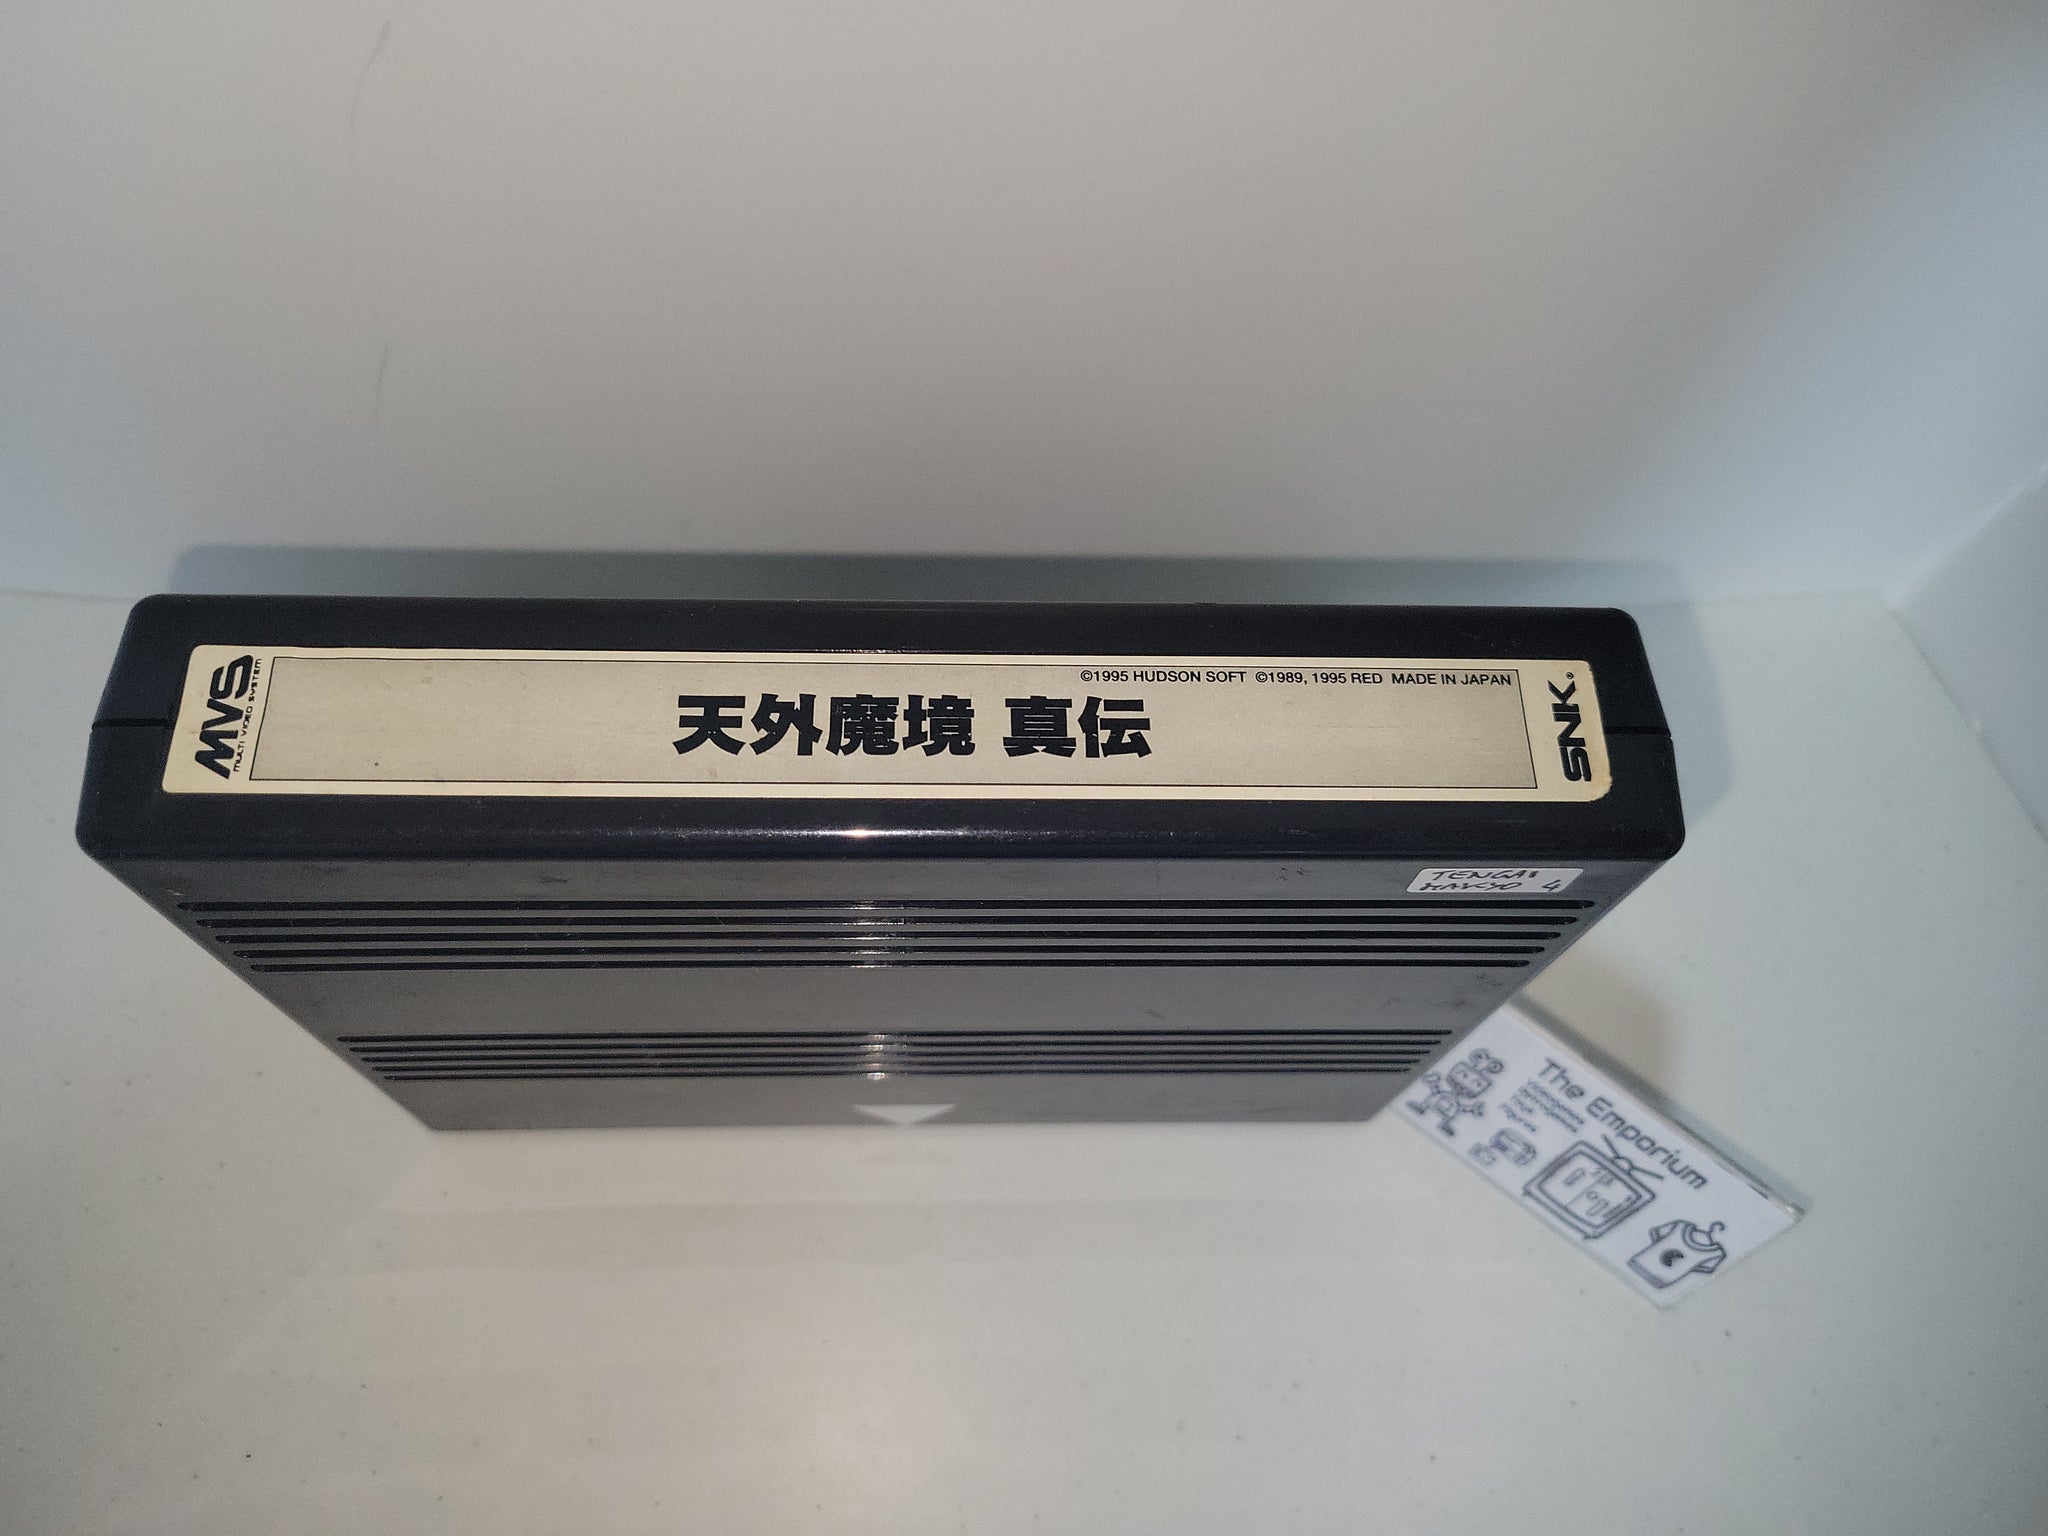 MVS
MULTI VIDEO SYSTEM
©1995 HUDSON SOFT ©1989, 1995 RED MADE IN JAPAN
天外魔境 真伝
SNK
TENGAI
MAKYO 4
The Emporium